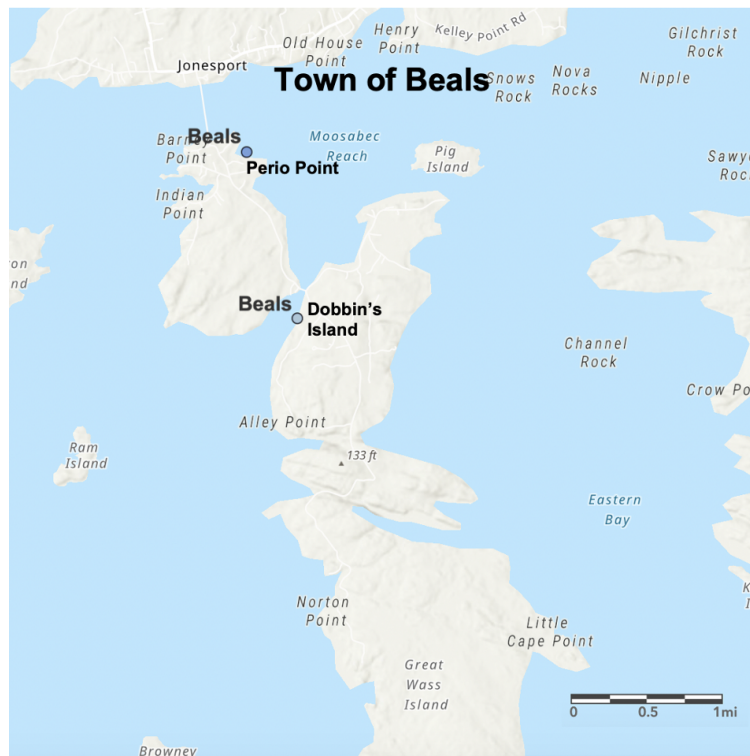 Old House
Point
Henry
Point
Kelley Point Rd
Gilchrist
Rock
Jonesport
Town of Beals
Snows
Rock
Nova
Rocks
Nipple
Beals
Barney
Point
Perio Point
Moosabec
Reach
Pig
Island
Indian
Point
Beals
Dobbin's
Island
Channel
Rock
Alley Point
133 ft
Ram
Island
Eastern
Bay
Norton
Point
Little
Cape Point
Great
Wass
Island
0 0.5 1mi
Browney